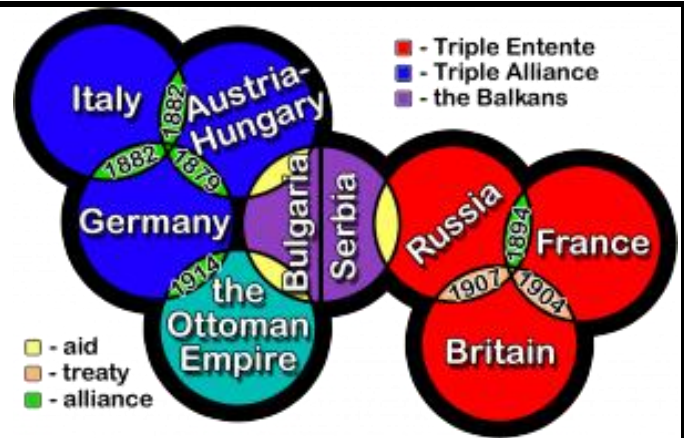 Italy
Austria-
Hungary
1882
1882
1879
Germany
Bulgaria
Serbia
1914
the
Ottoman
Empire
- Triple Entente
- Triple Alliance
- the Balkans
Russia
1894
France
1907
1904
Britain
- aid
- treaty
- alliance